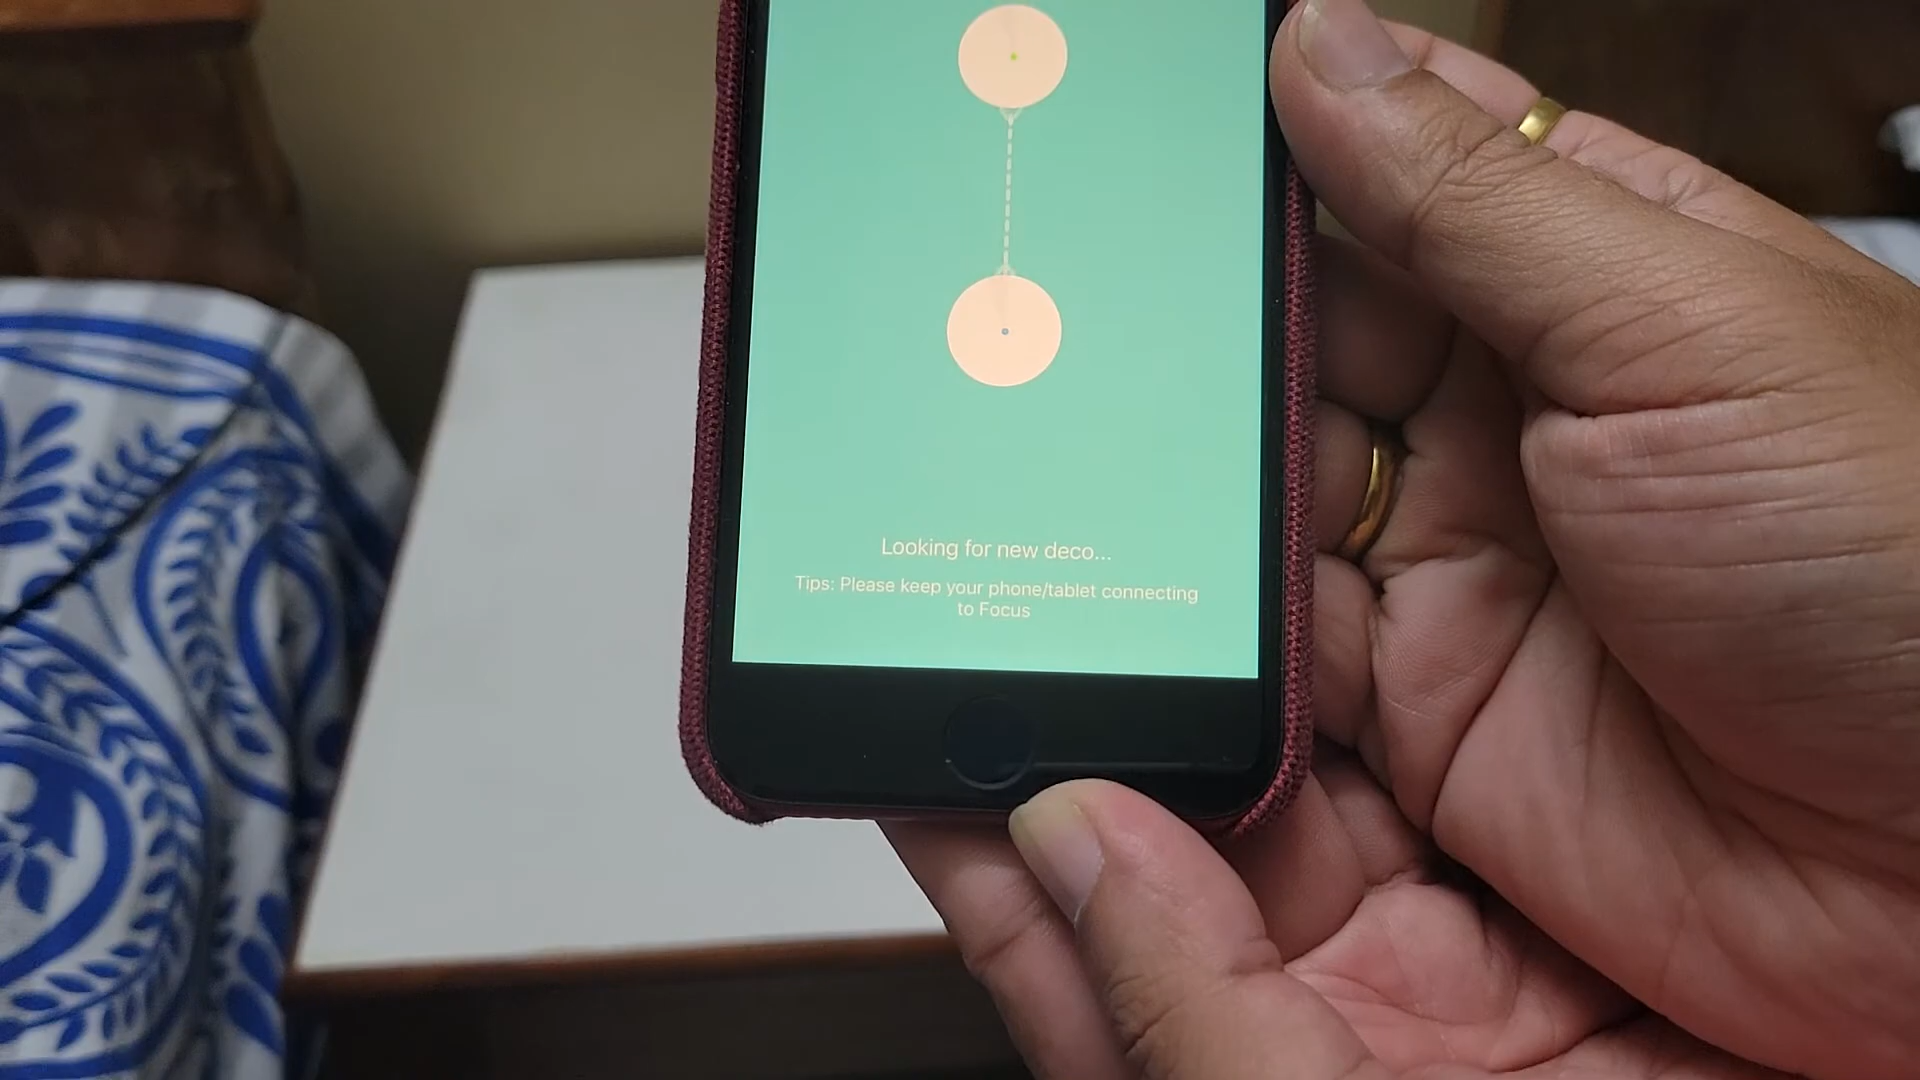 Looking for new deco...
Tips: Please keep your phone/tablet connecting
to Focus